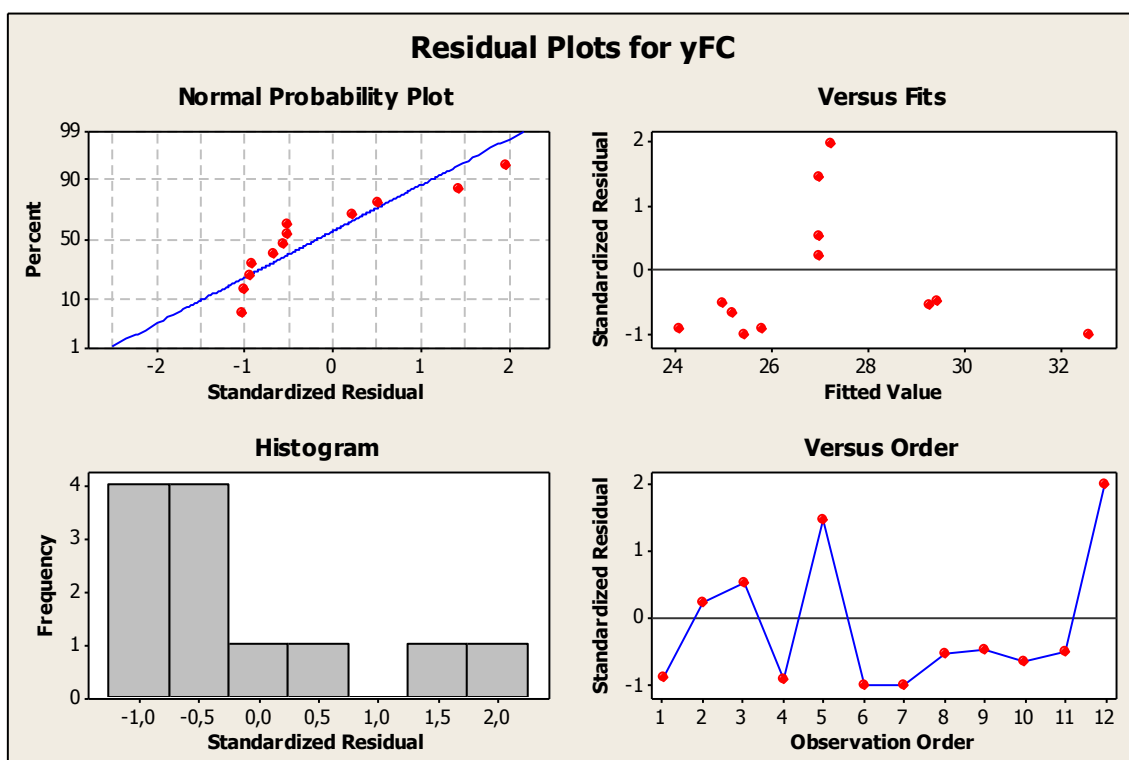 Residual Plots for yFC
Normal Probability Plot
99
90
50
10
1
Percent
-2 -1 0 1 2
Standardized Residual
Versus Fits
2
1
0
-1
Standardized Residual
24 26 28 30 32
Fitted Value
Histogram
4
3
2
1
0
Frequency
-1,0 -0,5 0,0 0,5 1,0 1,5 2,0
Standardized Residual
Versus Order
2
1
0
-1
Standardized Residual
1 2 3 4 5 6 7 8 9 10 11 12
Observation Order